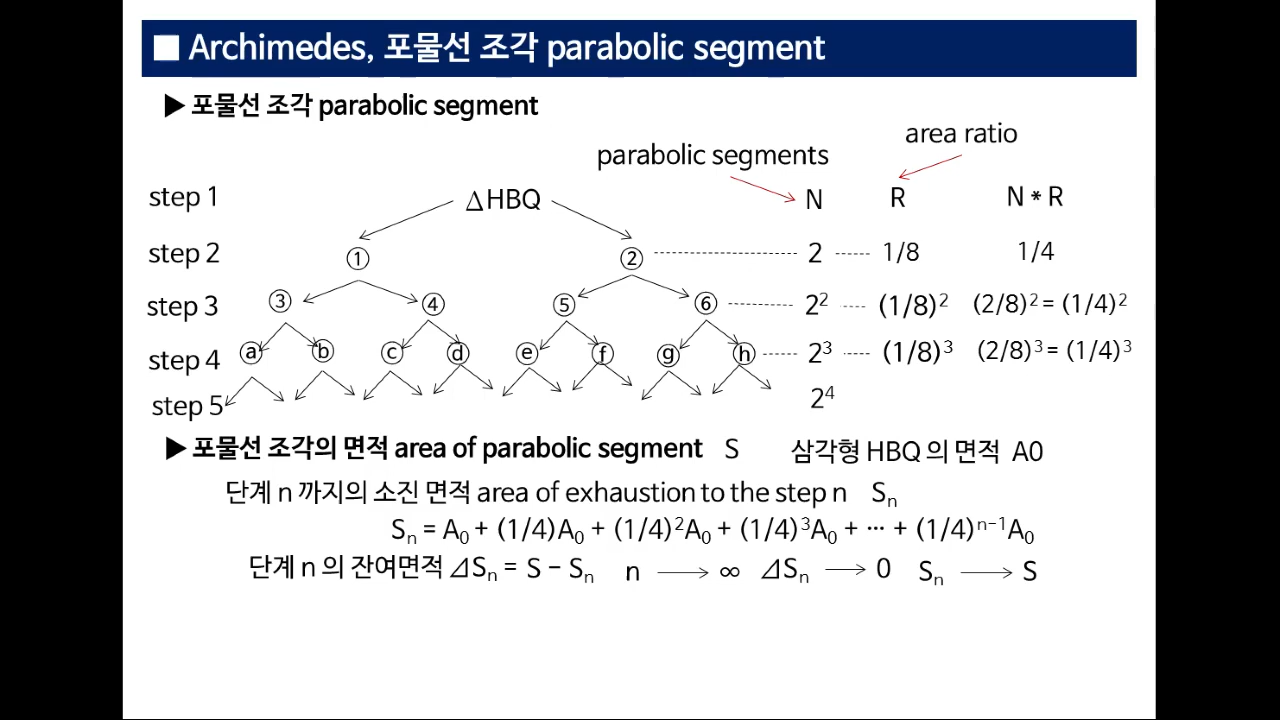 ■ Archimedes, 포물선 조각 parabolic segment
▶ 포물선 조각 parabolic segment
area ratio
parabolic segments
step 1 ΔHBQ N R N * R
step 2 ① ② 2 1/8 1/4
step 3 ③ ④ ⑤ ⑥ 2² (1/8)² (2/8)² = (1/4)²
step 4 ⓐ ⓑ ⓒ ⓓ ⓔ ⓕ ⓖ ⓗ 2³ (1/8)³ (2/8)³ = (1/4)³
step 5 2⁴
▶ 포물선 조각의 면적 area of parabolic segment S 삼각형 HBQ 의 면적 A0
단계 n 까지의 소진 면적 area of exhaustion to the step n Sₙ
Sₙ = A₀ + (1/4)A₀ + (1/4)²A₀ + (1/4)³A₀ + ⋯ + (1/4)ⁿ⁻¹A₀
단계 n 의 잔여면적 ⊿Sₙ = S − Sₙ n → ∞ ⊿Sₙ → 0 Sₙ → S